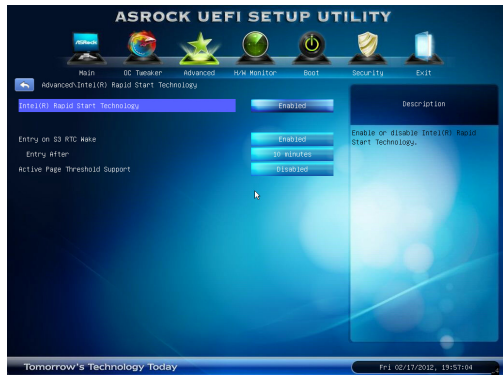 ASROCK UEFI SETUP UTILITY
ASRock
Main OC Tweaker Advanced H/W Monitor Boot Security Exit
Advanced\Intel(R) Rapid Start Technology
Intel(R) Rapid Start Technology Enabled
Entry on S3 RTC Wake Enabled
Entry After 10 minutes
Active Page Threshold Support Disabled
Description
Enable or disable Intel(R) Rapid
Start Technology.
Tomorrow's Technology Today
Fri 02/17/2012, 19:57:04